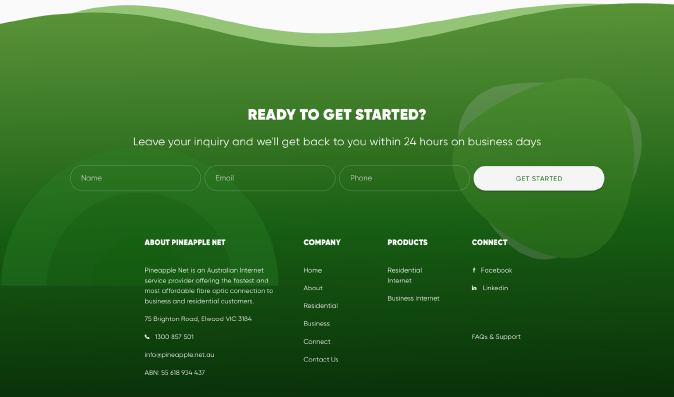 READY TO GET STARTED?
Leave your inquiry and we'll get back to you within 24 hours on business days
Name
Email
Phone
GET STARTED
ABOUT PINEAPPLE NET
Pineapple Net is an Australian Internet
service provider offering the fastest and
most affordable fibre optic connection to
business and residential customers.
75 Brighton Road, Elwood VIC 3184
1300 857 501
info@pineapple.net.au
ABN: 55 618 934 437
COMPANY
Home
About
Residential
Business
Connect
Contact Us
PRODUCTS
Residential
Internet
Business Internet
CONNECT
f Facebook
in Linkedin
FAQs & Support